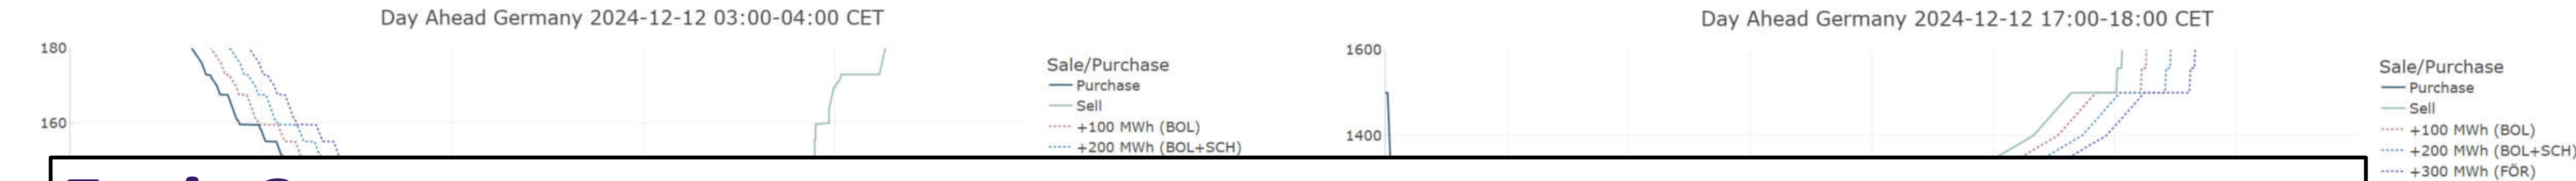 Day Ahead Germany 2024-12-12 03:00-04:00 CET
180
160
Sale/Purchase
Purchase
Sell
+100 MWh (BOL)
+200 MWh (BOL+SCH)
Day Ahead Germany 2024-12-12 17:00-18:00 CET
1600
1400
Sale/Purchase
Purchase
Sell
+100 MWh (BOL)
+200 MWh (BOL+SCH)
+300 MWh (FÖR)